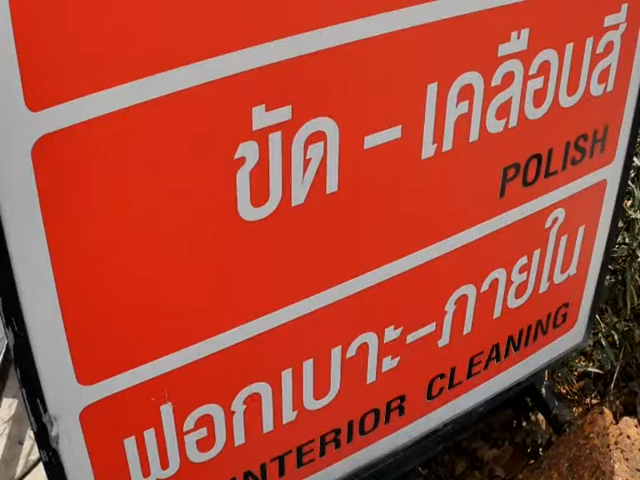 ขัด - เคลือบสี
POLISH
ฟอกเบาะ-ภายใน
INTERIOR CLEANING